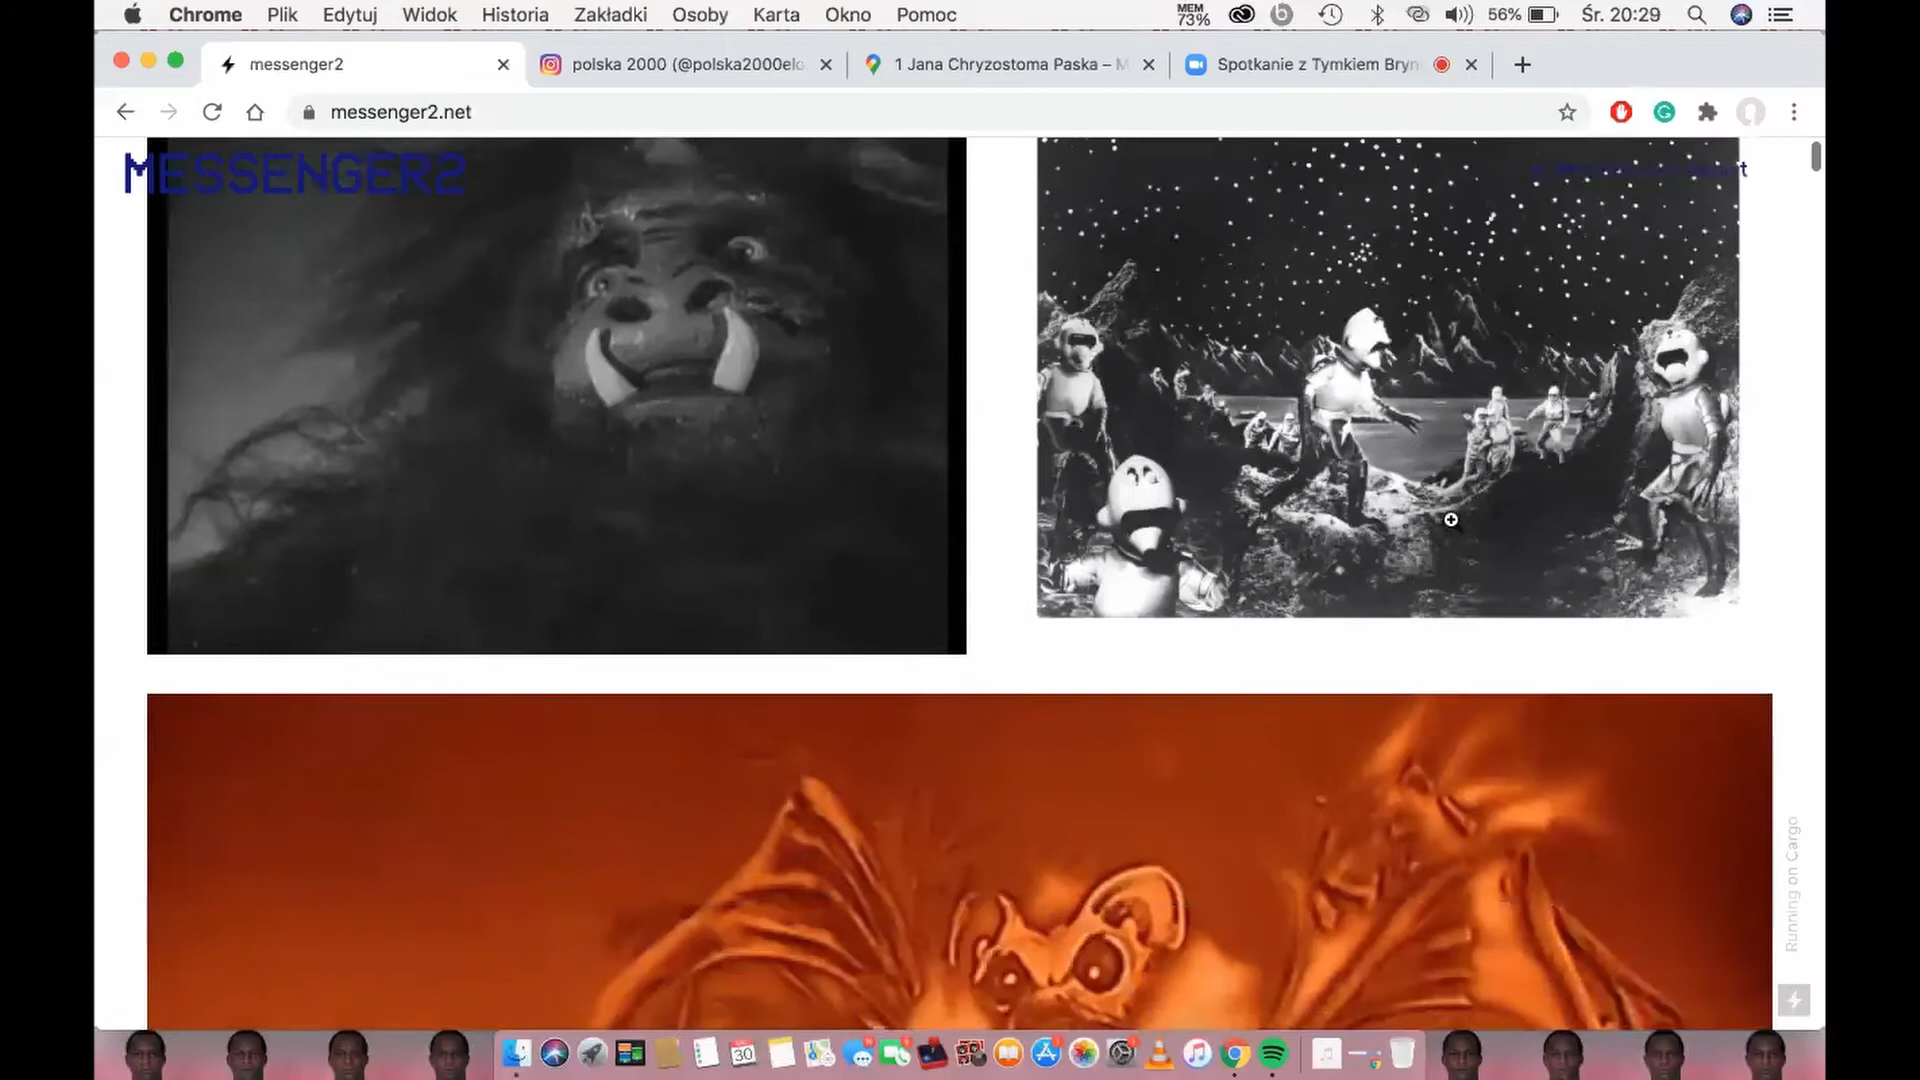 Chrome Plik Edytuj Widok Historia Zakładki Osoby Karta Okno Pomoc MEM 73% 56% Śr. 20:29
messenger2 polska 2000 (@polska2000elo 1 Jana Chryzostoma Paska – M Spotkanie z Tymkiem Bryn
messenger2.net
MESSENGER2
Running on Cargo
30